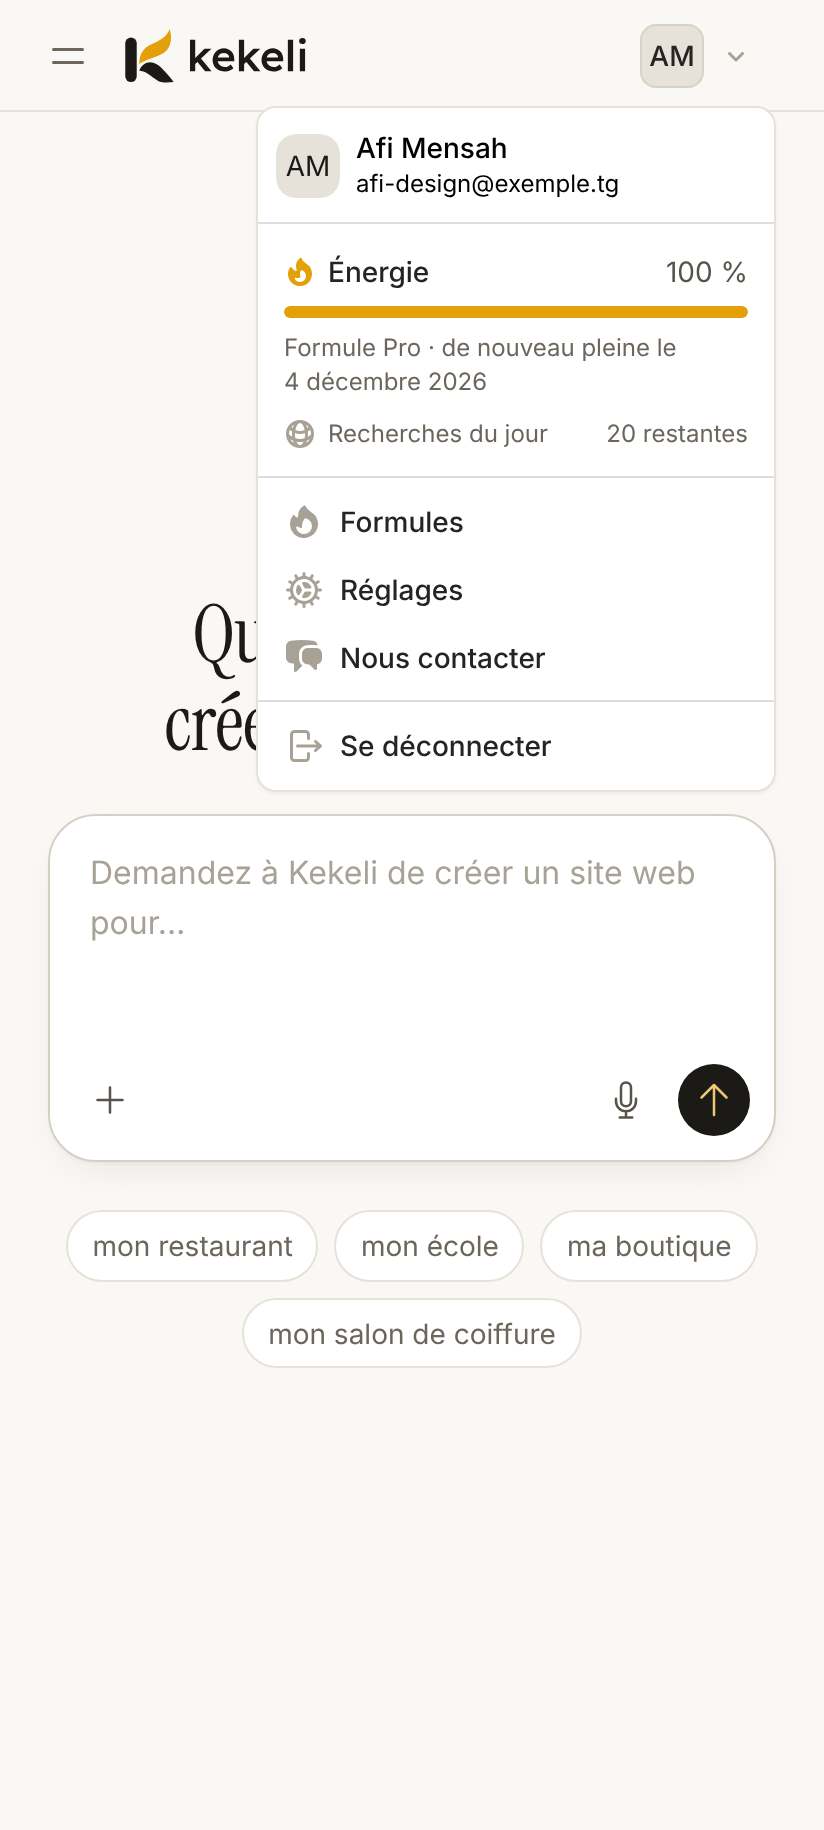 kekeli
AM
AM
Afi Mensah
afi-design@exemple.tg
Énergie
100 %
Formule Pro · de nouveau pleine le
4 décembre 2026
Recherches du jour
20 restantes
Formules
Réglages
Nous contacter
Se déconnecter
Qu
cré
Demandez à Kekeli de créer un site web
pour...
mon restaurant
mon école
ma boutique
mon salon de coiffure